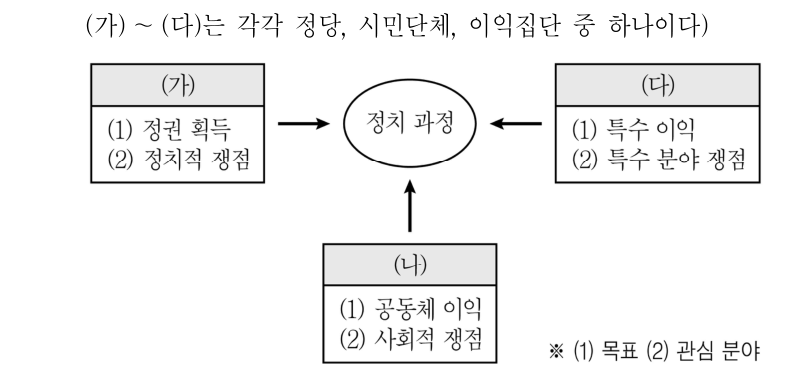 (가) ~ (다)는 각각 정당, 시민단체, 이익집단 중 하나이다)
(가)
(1) 정권 획득
(2) 정치적 쟁점
정치 과정
(다)
(1) 특수 이익
(2) 특수 분야 쟁점
(나)
(1) 공동체 이익
(2) 사회적 쟁점
※ (1) 목표 (2) 관심 분야